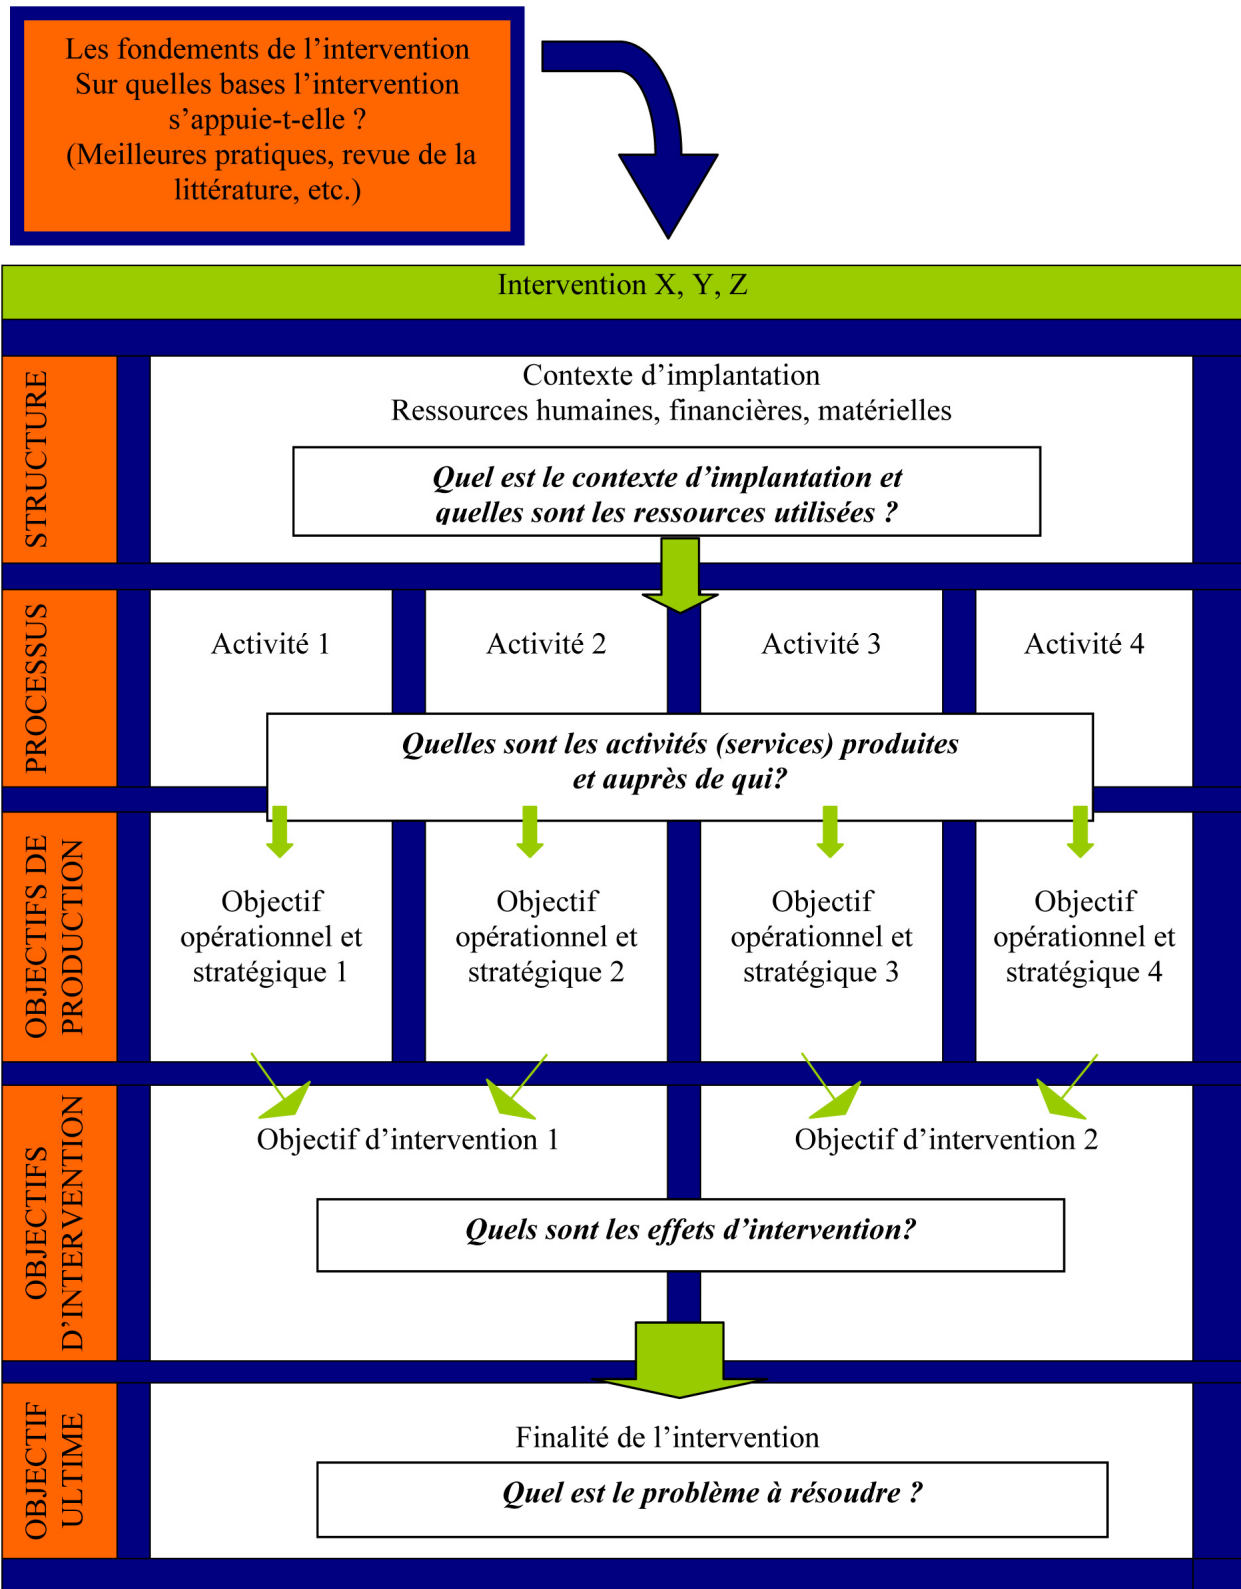 Les fondements de l’intervention
Sur quelles bases l’intervention
s’appuie-t-elle ?
(Meilleures pratiques, revue de la
littérature, etc.)
Intervention X, Y, Z
STRUCTURE
Contexte d’implantation
Ressources humaines, financières, matérielles
Quel est le contexte d’implantation et
quelles sont les ressources utilisées ?
PROCESSUS
Activité 1
Activité 2
Activité 3
Activité 4
Quelles sont les activités (services) produites
et auprès de qui?
OBJECTIFS DE
PRODUCTION
Objectif
opérationnel et
stratégique 1
Objectif
opérationnel et
stratégique 2
Objectif
opérationnel et
stratégique 3
Objectif
opérationnel et
stratégique 4
OBJECTIFS
D’INTERVENTION
Objectif d’intervention 1
Objectif d’intervention 2
Quels sont les effets d’intervention?
OBJECTIF
ULTIME
Finalité de l’intervention
Quel est le problème à résoudre ?